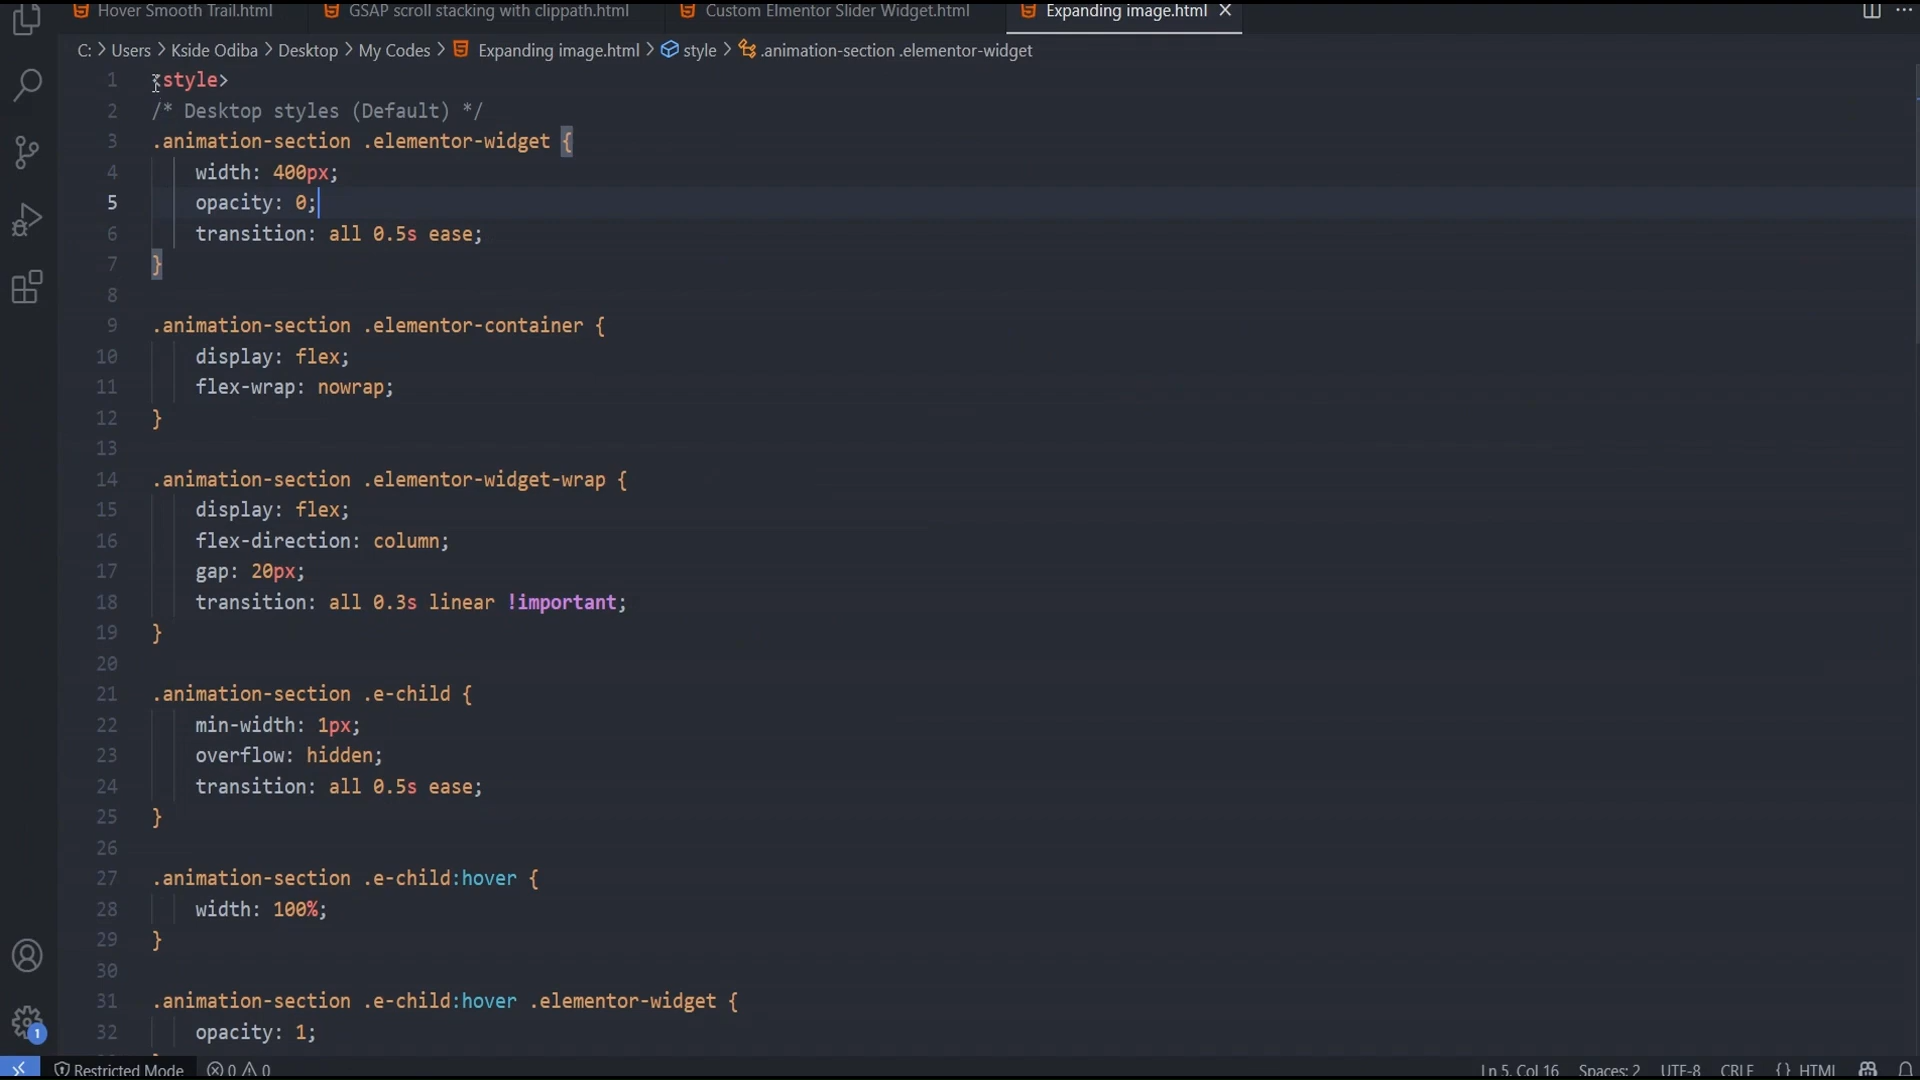 Hover Smooth Trail.html GSAP scroll stacking with clippath.html Custom Elmentor Slider Widget.html Expanding image.html
C: > Users > Kside Odiba > Desktop > My Codes > Expanding image.html > style > .animation-section .elementor-widget
1 <style>
2 /* Desktop styles (Default) */
3 .animation-section .elementor-widget {
4 width: 400px;
5 opacity: 0;
6 transition: all 0.5s ease;
7 }
8
9 .animation-section .elementor-container {
10 display: flex;
11 flex-wrap: nowrap;
12 }
13
14 .animation-section .elementor-widget-wrap {
15 display: flex;
16 flex-direction: column;
17 gap: 20px;
18 transition: all 0.3s linear !important;
19 }
20
21 .animation-section .e-child {
22 min-width: 1px;
23 overflow: hidden;
24 transition: all 0.5s ease;
25 }
26
27 .animation-section .e-child:hover {
28 width: 100%;
29 }
30
31 .animation-section .e-child:hover .elementor-widget {
32 opacity: 1;
1
Restricted Mode 0 0 Ln 5, Col 16 Spaces: 2 UTF-8 CRLF {} HTML